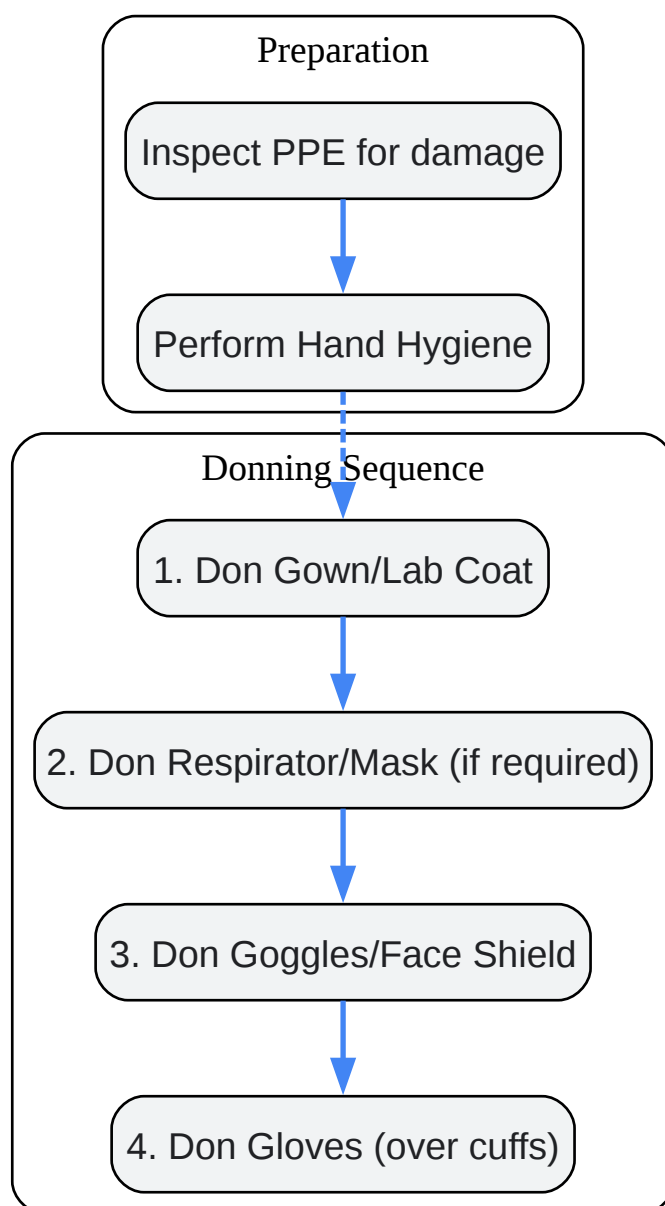 Preparation
Inspect PPE for damage
Perform Hand Hygiene
Donning Sequence
1. Don Gown/Lab Coat
2. Don Respirator/Mask (if required)
3. Don Goggles/Face Shield
4. Don Gloves (over cuffs)